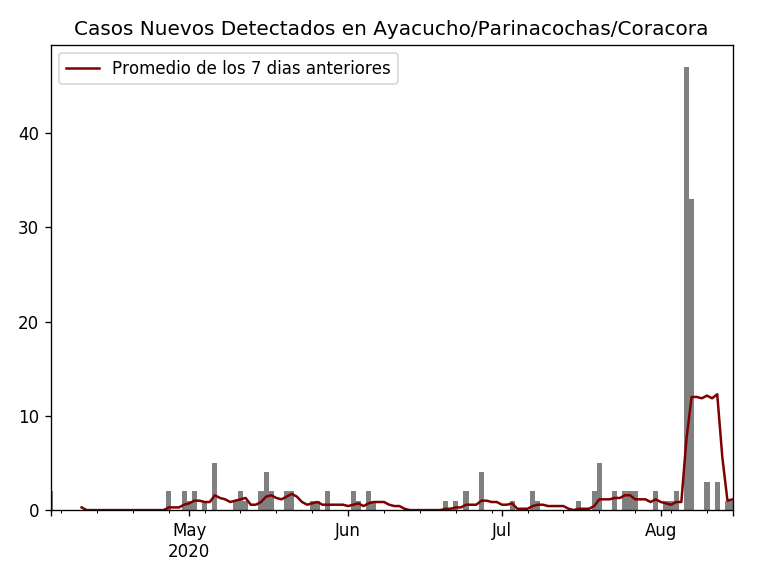 Casos Nuevos Detectados en Ayacucho/Parinacochas/Coracora
Promedio de los 7 dias anteriores
40
30
20
10
0
May Jun Jul Aug
2020